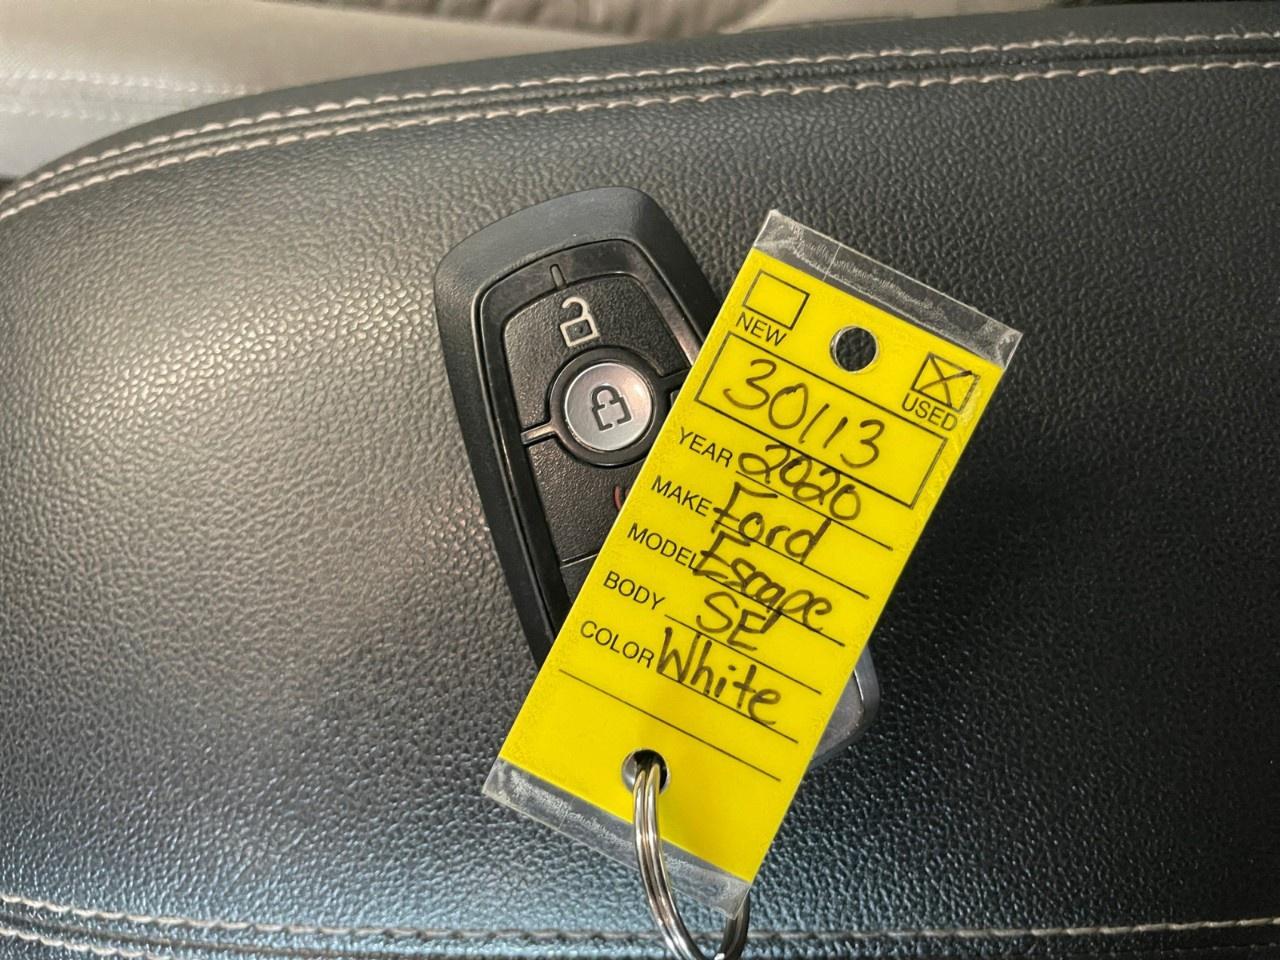 NEW
USED
30113
YEAR 2020
MAKE Ford
MODEL Escape
BODY SE
COLOR White